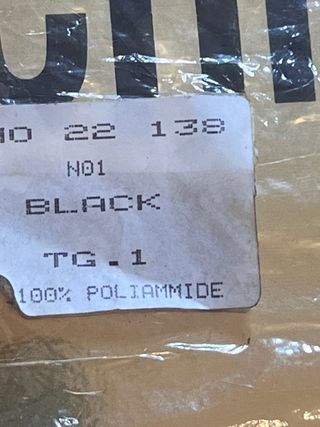 22 138
N01
BLACK
TG.1
100% POLIAMMIDE